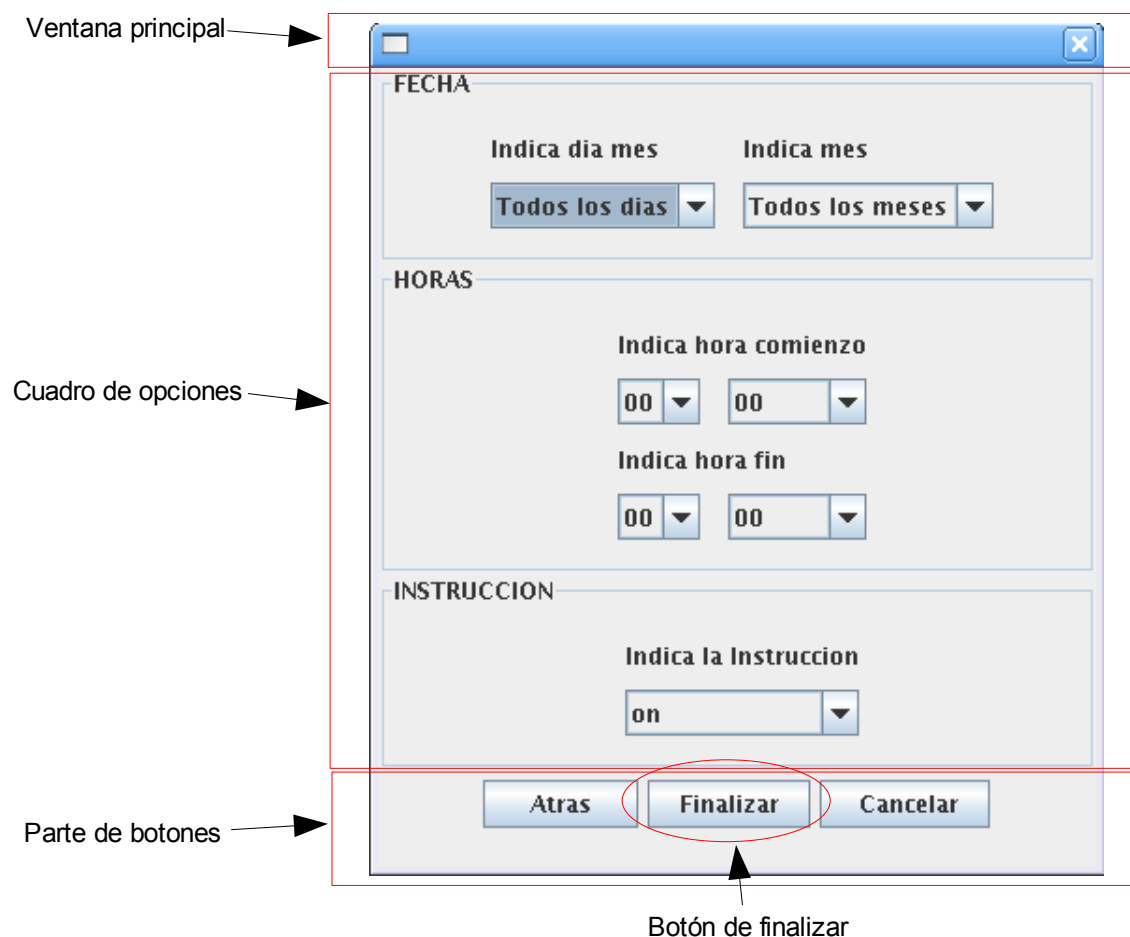 Ventana principal
FECHA
Indica dia mes
Indica mes
Todos los dias
Todos los meses
HORAS
Indica hora comienzo
00
00
Cuadro de opciones
Indica hora fin
00
00
INSTRUCCION
Indica la Instruccion
on
Atras
Finalizar
Cancelar
Parte de botones
Botón de finalizar